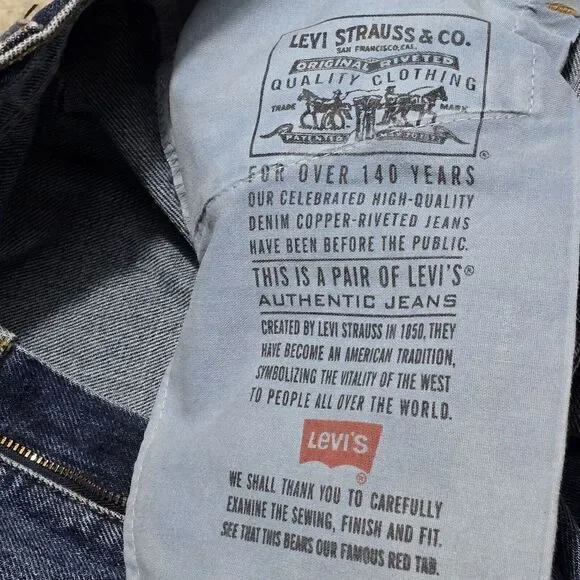 LEVI STRAUSS & CO.
SAN FRANCISCO, CAL.
ORIGINAL RIVETED
QUALITY CLOTHING
TRADE MARK
PATENTED
®
FOR OVER 140 YEARS
OUR CELEBRATED HIGH-QUALITY
DENIM COPPER-RIVETED JEANS
HAVE BEEN BEFORE THE PUBLIC.
THIS IS A PAIR OF LEVI'S®
AUTHENTIC JEANS
CREATED BY LEVI STRAUSS IN 1850, THEY
HAVE BECOME AN AMERICAN TRADITION,
SYMBOLIZING THE VITALITY OF THE WEST
TO PEOPLE ALL OVER THE WORLD.
LEVI'S
®
WE SHALL THANK YOU TO CAREFULLY
EXAMINE THE SEWING, FINISH AND FIT.
SEE THAT THIS BEARS OUR FAMOUS RED TAB.